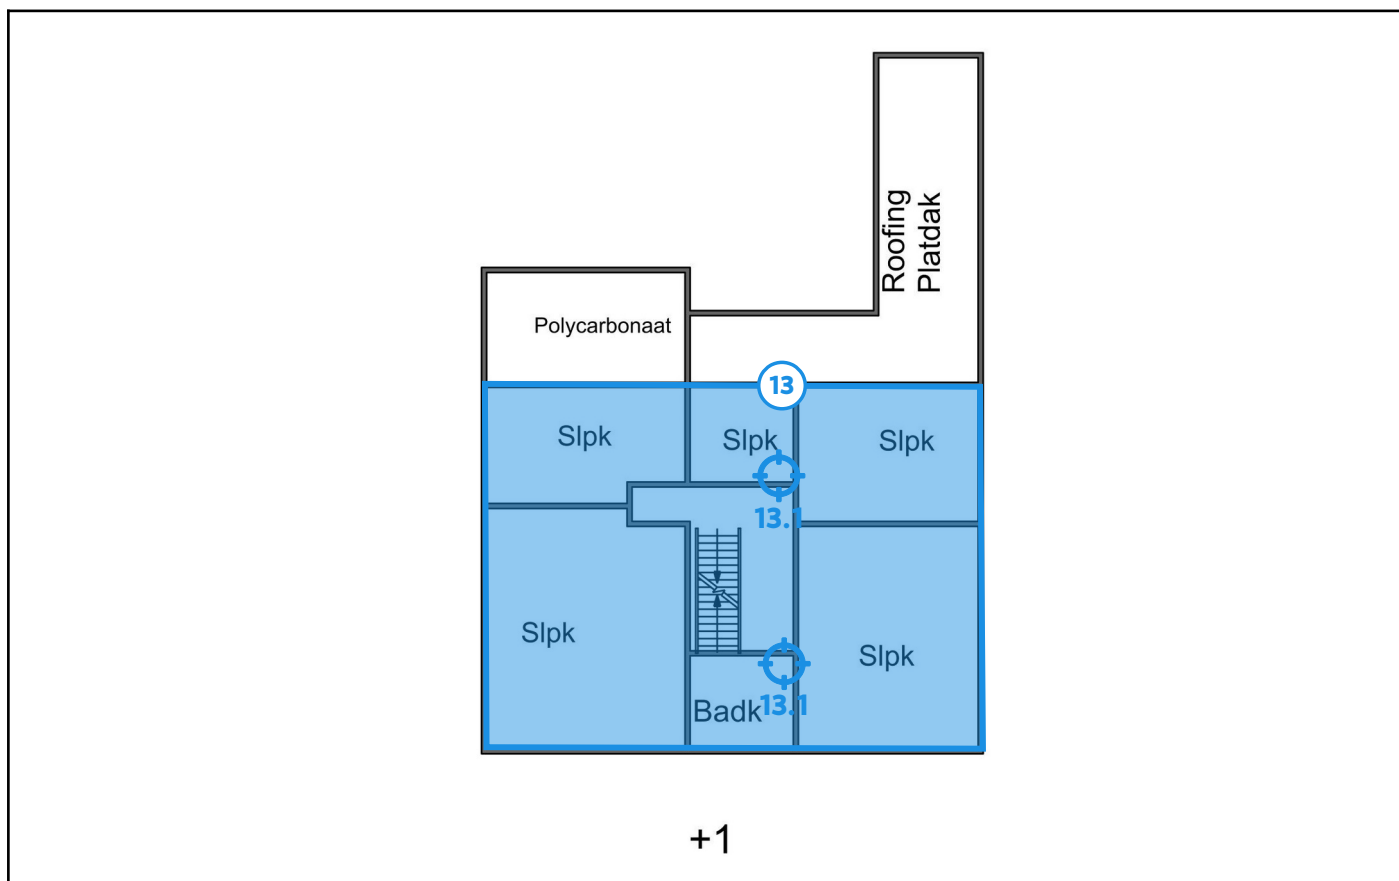 Roofing
Platdak
Polycarbonaat
13
Slpk
Slpk
Slpk
13.1
Slpk
Slpk
Badk
13.1
+1